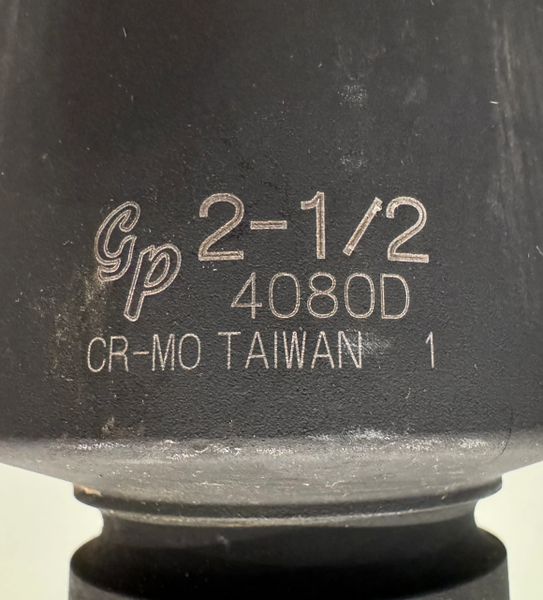 Gp 2-1/2
4080D
CR-MO TAIWAN 1